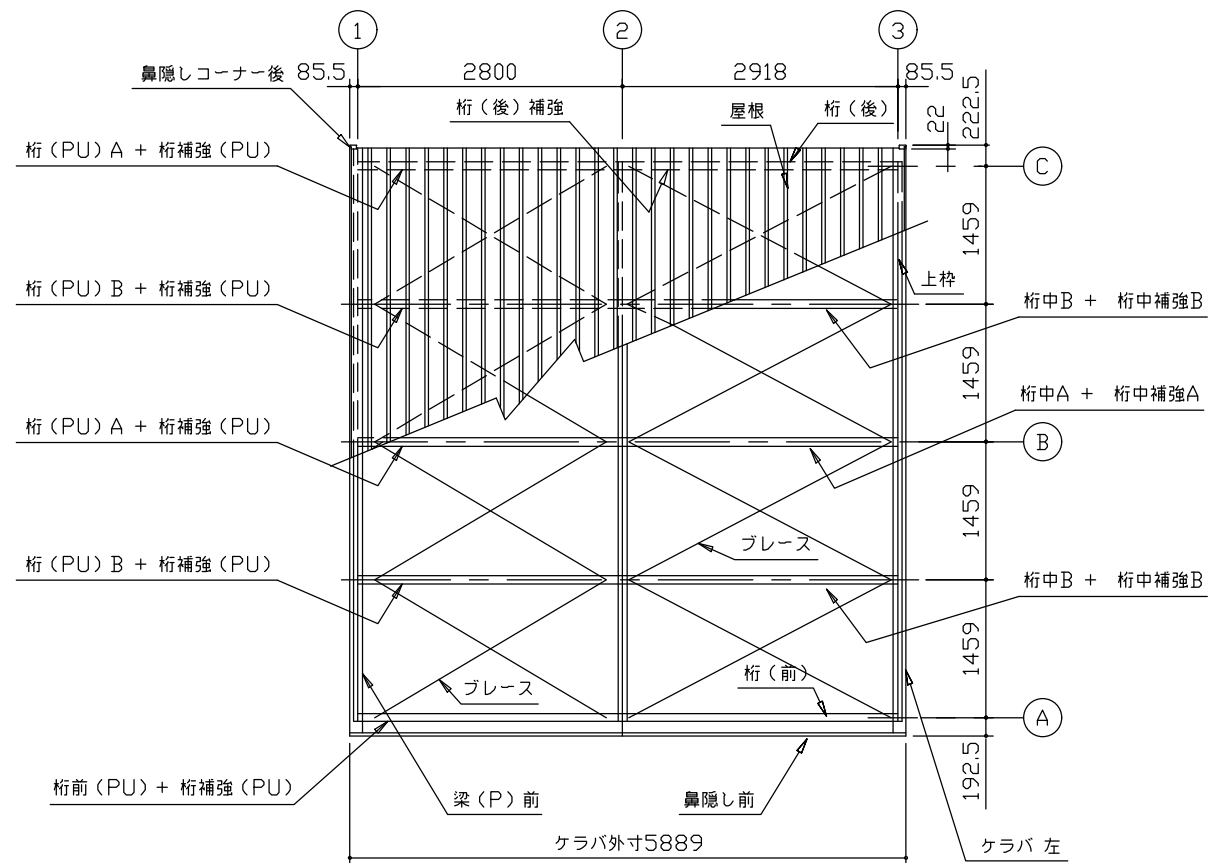 1
2
3
鼻隠しコーナー後
85.5
2800
2918
85.5
桁（後）補強
屋根
桁（後）
22
222.5
桁（PU）A + 桁補強（PU）
C
1459
桁（PU）B + 桁補強（PU）
上枠
桁中B + 桁中補強B
1459
桁中A + 桁中補強A
桁（PU）A + 桁補強（PU）
B
1459
ブレース
桁（PU）B + 桁補強（PU）
桁中B + 桁中補強B
1459
桁（前）
ブレース
A
192.5
桁前（PU）+ 桁補強（PU）
梁（P）前
鼻隠し前
ケラバ外寸5889
ケラバ 左